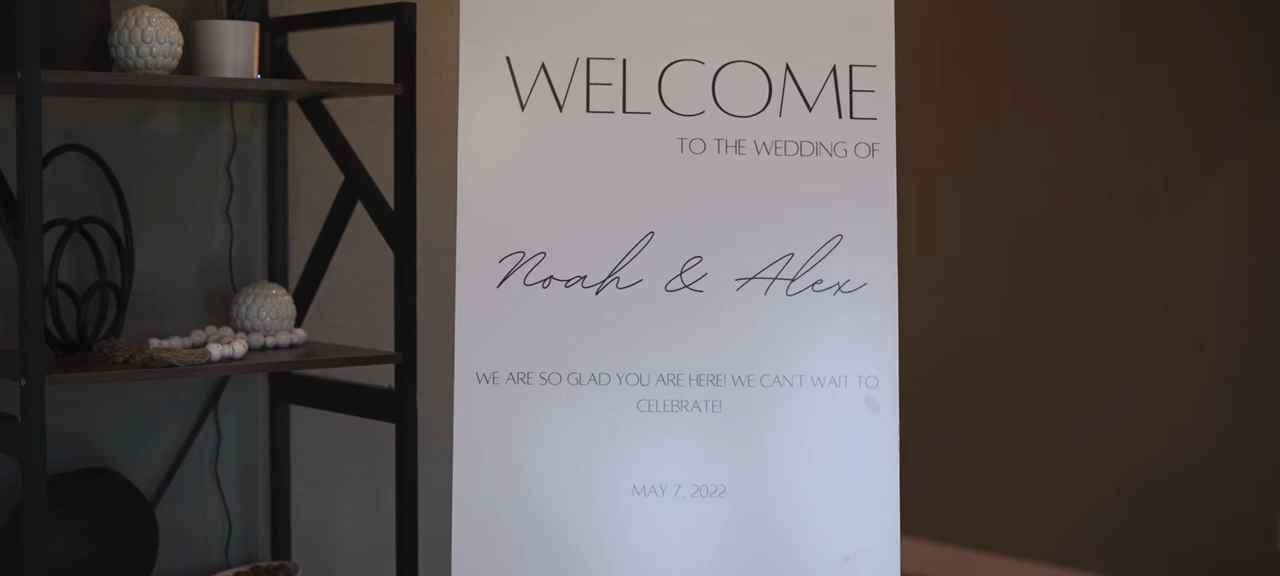 WELCOME
TO THE WEDDING OF
Noah & Alex
WE ARE SO GLAD YOU ARE HERE! WE CAN'T WAIT TO
CELEBRATE!
MAY 7, 2022